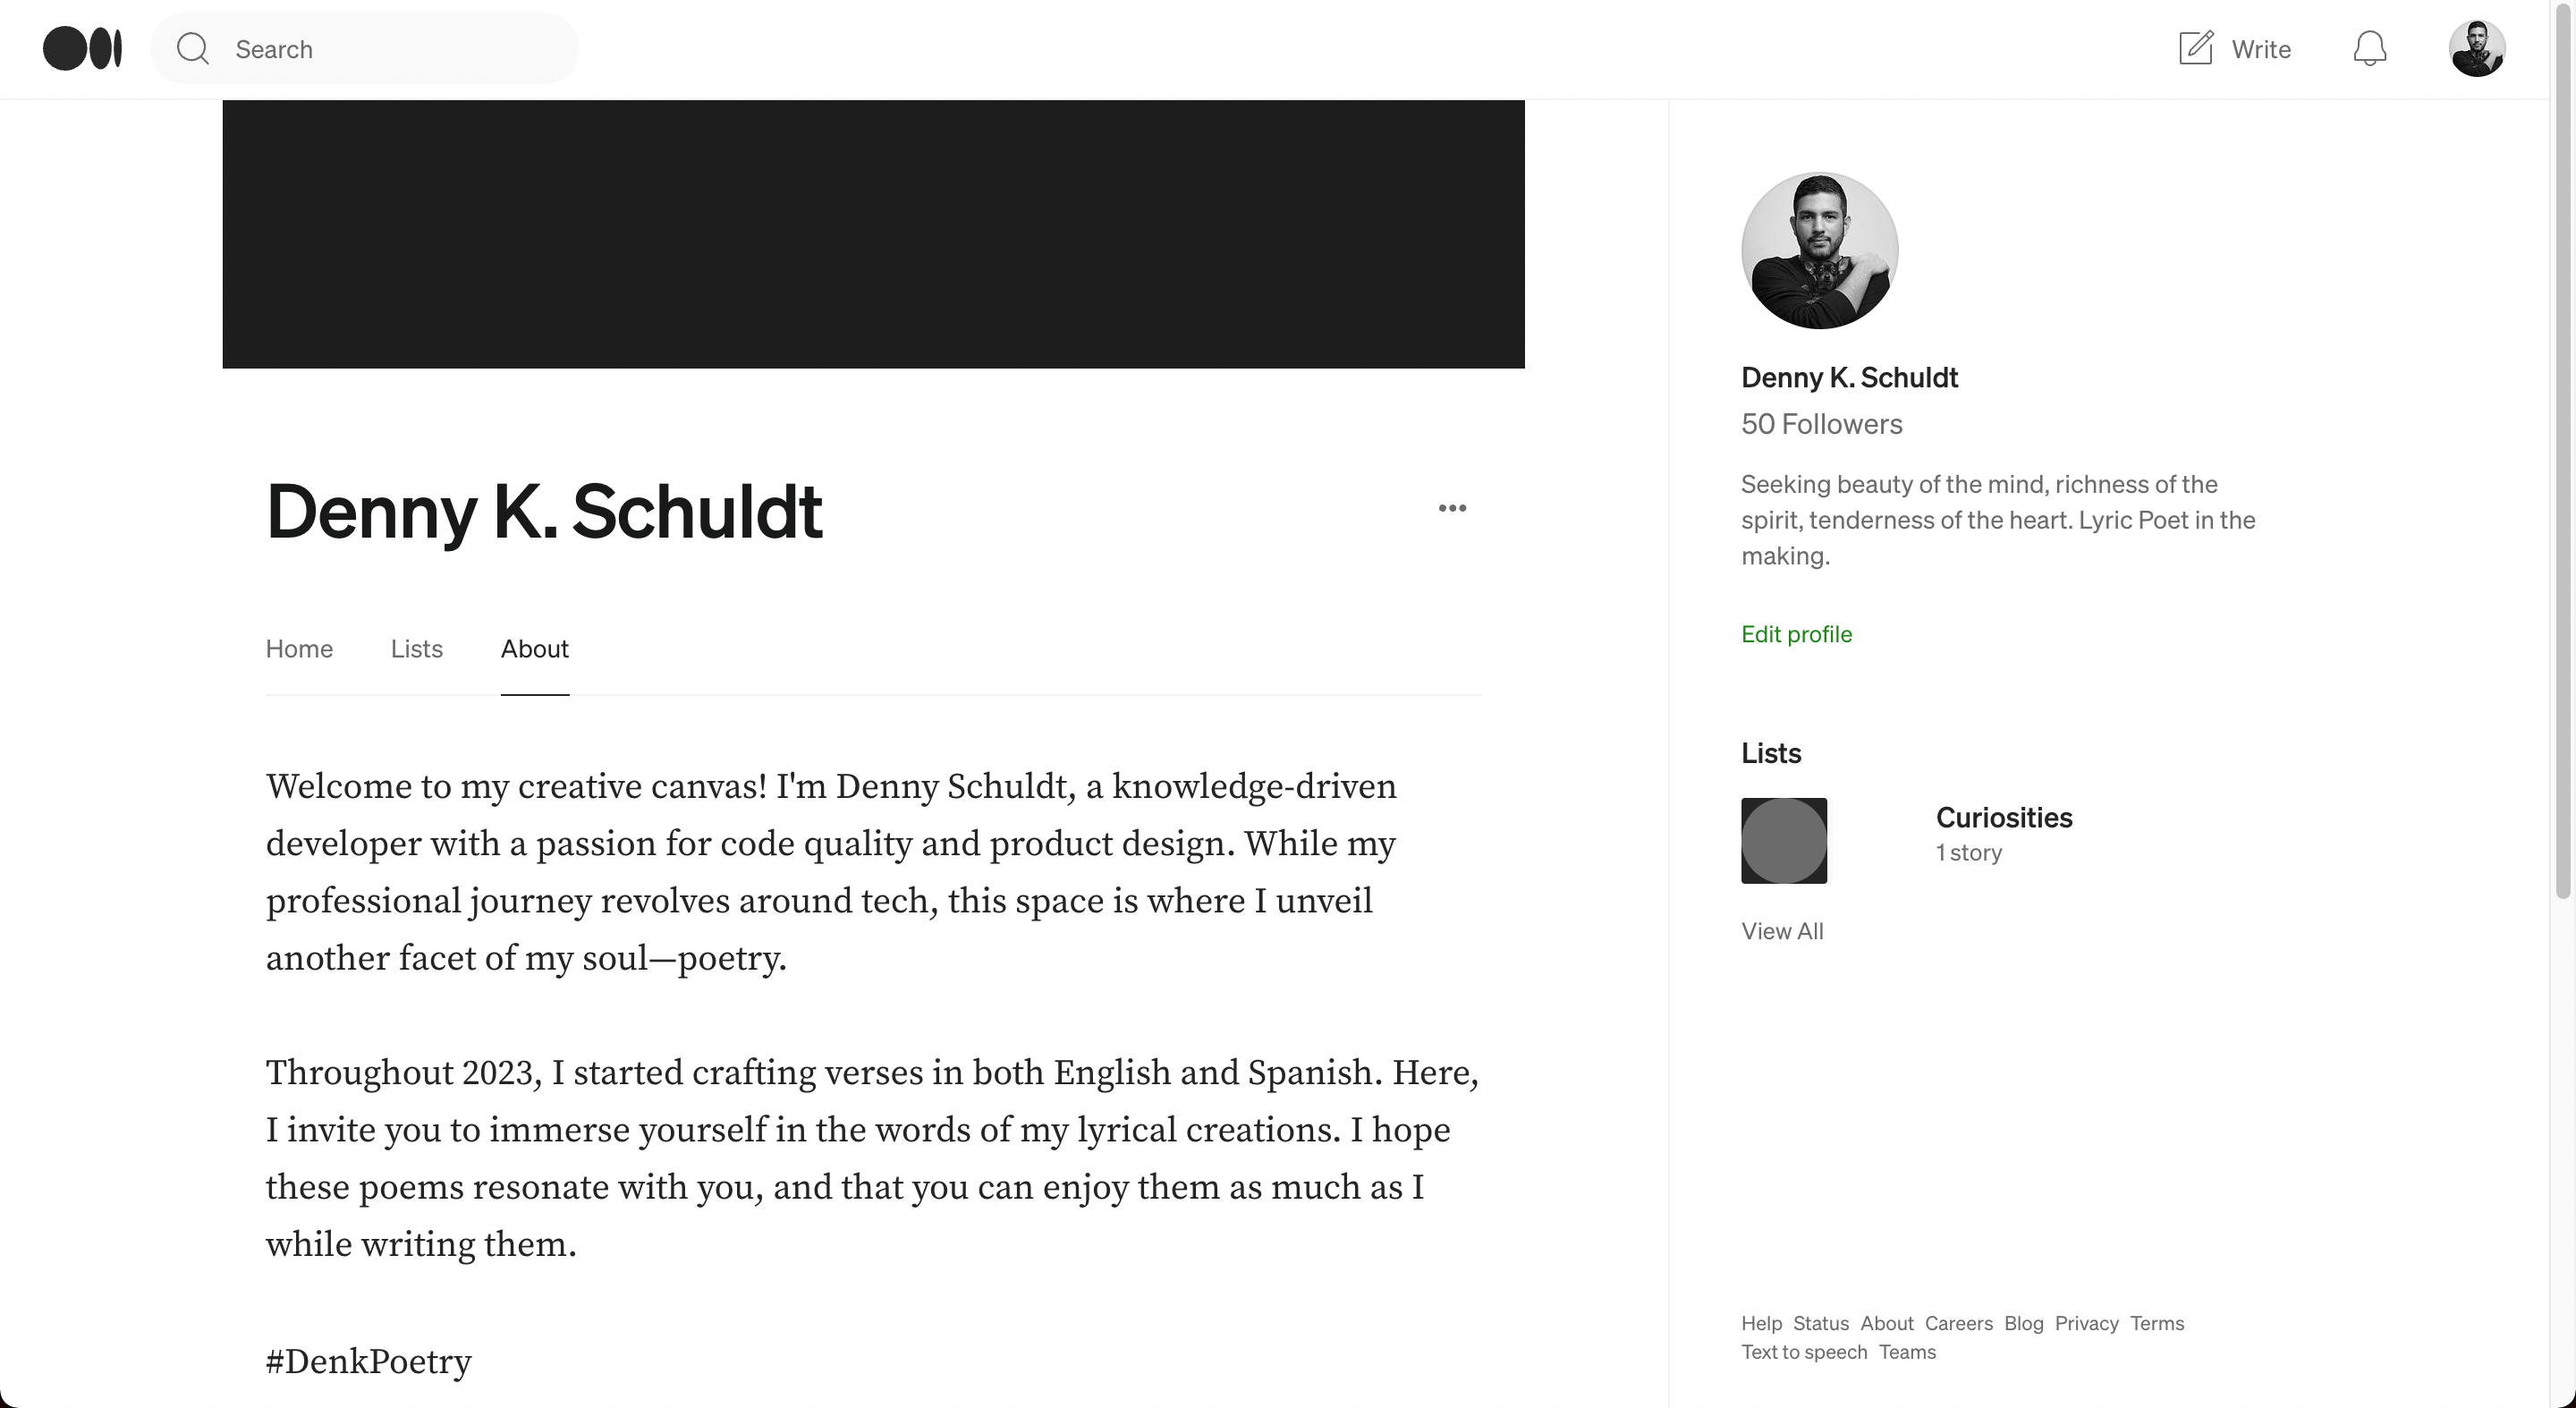 Search
Write
Denny K. Schuldt
Home
Lists
About
Welcome to my creative canvas! I'm Denny Schuldt, a knowledge-driven
developer with a passion for code quality and product design. While my
professional journey revolves around tech, this space is where I unveil
another facet of my soul—poetry.
Throughout 2023, I started crafting verses in both English and Spanish. Here,
I invite you to immerse yourself in the words of my lyrical creations. I hope
these poems resonate with you, and that you can enjoy them as much as I
while writing them.
#DenkPoetry
Denny K. Schuldt
50 Followers
Seeking beauty of the mind, richness of the
spirit, tenderness of the heart. Lyric Poet in the
making.
Edit profile
Lists
Curiosities
1 story
View All
Help Status About Careers Blog Privacy Terms
Text to speech Teams